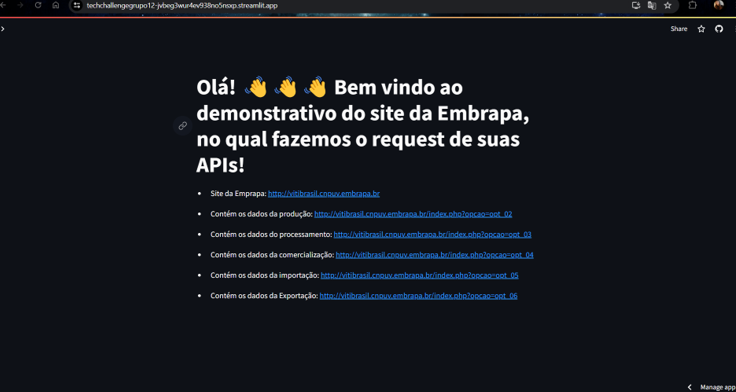 techchallengegrupo12-jvbeg3wur4ev938no5nsxp.streamlit.app
Share
Olá! 👋 👋 👋 Bem vindo ao
demonstrativo do site da Embrapa,
no qual fazemos o request de suas
APIs!
• Site da Emprapa: http://vitibrasil.cnpuv.embrapa.br
• Contém os dados da produção: http://vitibrasil.cnpuv.embrapa.br/index.php?opcao=opt_02
• Contém os dados do processamento: http://vitibrasil.cnpuv.embrapa.br/index.php?opcao=opt_03
• Contém os dados da comercialização: http://vitibrasil.cnpuv.embrapa.br/index.php?opcao=opt_04
• Contém os dados da importação: http://vitibrasil.cnpuv.embrapa.br/index.php?opcao=opt_05
• Contém os dados da Exportação: http://vitibrasil.cnpuv.embrapa.br/index.php?opcao=opt_06
Manage app